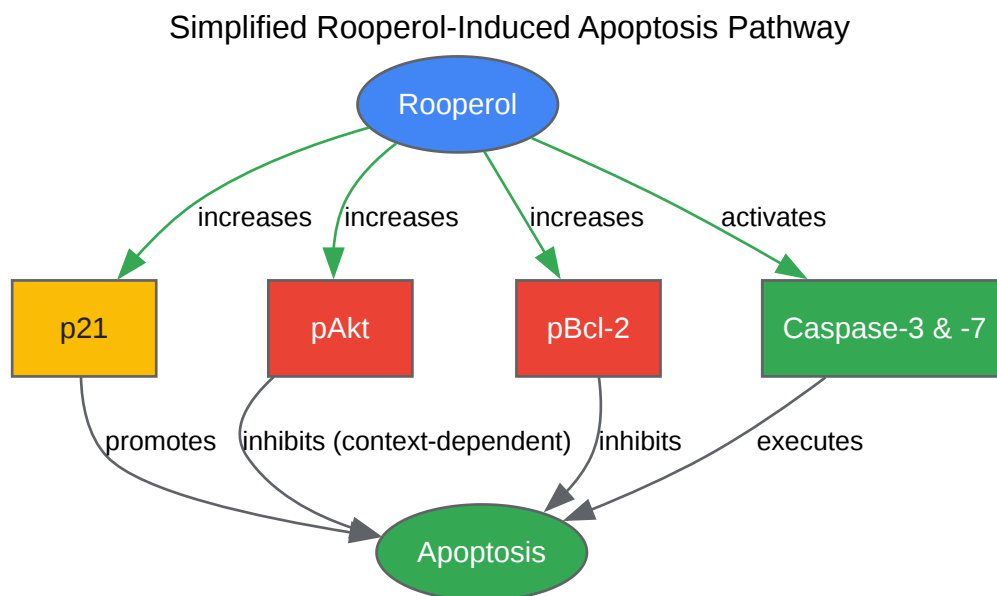 Simplified Rooperol-Induced Apoptosis Pathway
Rooperol
increases
increases
increases
activates
p21
pAkt
pBcl-2
Caspase-3 & -7
promotes
inhibits (context-dependent)
inhibits
executes
Apoptosis